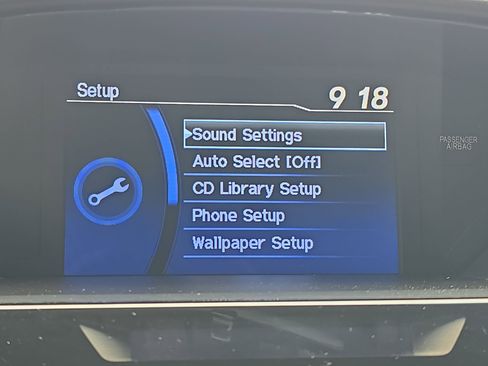 Setup
9 18
Sound Settings
Auto Select [Off]
CD Library Setup
Phone Setup
Wallpaper Setup
PASSENGER
AIRBAG